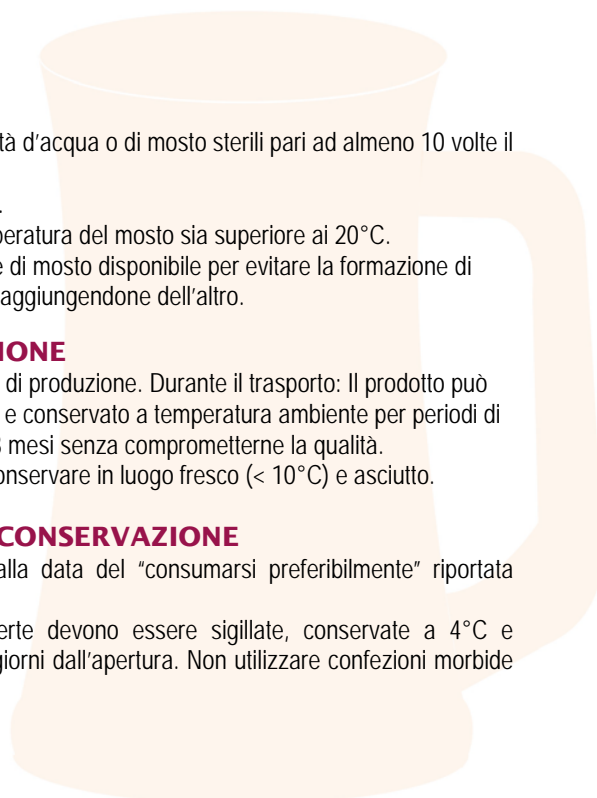 tà d'acqua o di mosto sterili pari ad almeno 10 volte il
.
peratura del mosto sia superiore ai 20°C.
e di mosto disponibile per evitare la formazione di
aggiungendone dell'altro.
IONE
di produzione. Durante il trasporto: Il prodotto può
e conservato a temperatura ambiente per periodi di
3 mesi senza comprometterne la qualità.
onservare in luogo fresco (< 10°C) e asciutto.
CONSERVAZIONE
alla data del "consumarsi preferibilmente" riportata
erte devono essere sigillate, conservate a 4°C e
giorni dall'apertura. Non utilizzare confezioni morbide